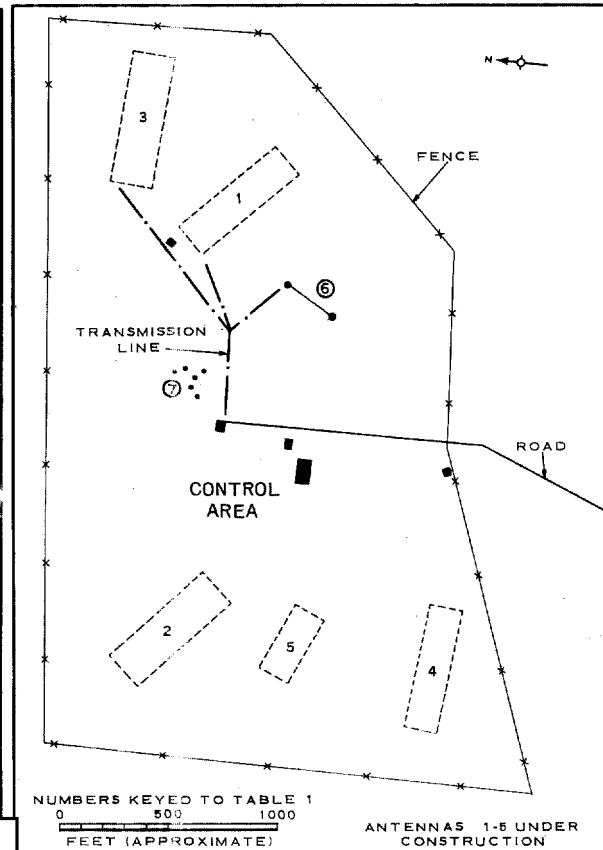 N
3
FENCE
1
⑥
TRANSMISSION
LINE
⑦
ROAD
CONTROL
AREA
2
5
4
NUMBERS KEYED TO TABLE 1
0 500 1000
FEET (APPROXIMATE)
ANTENNAS 1-5 UNDER
CONSTRUCTION